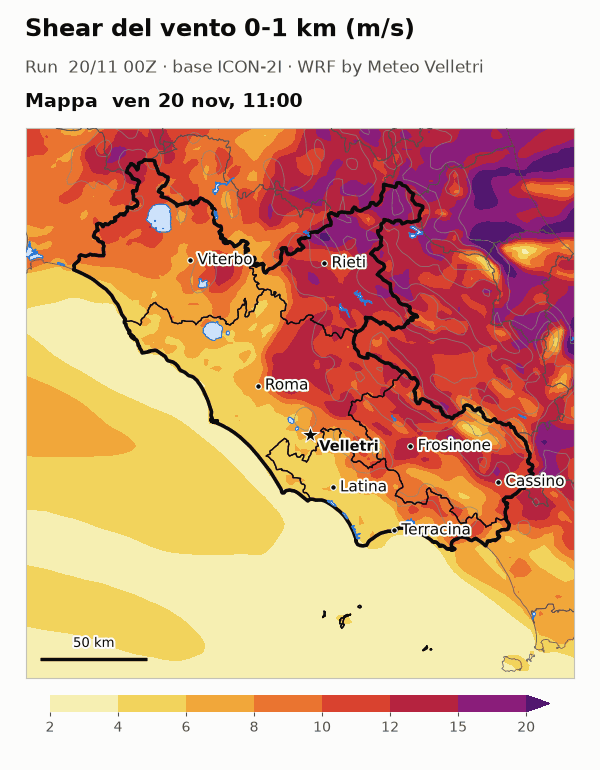 Shear del vento 0-1 km (m/s)
Run  20/11 00Z · base ICON-2I · WRF by Meteo Velletri
Mappa  ven 20 nov, 11:00
Viterbo
Rieti
Roma
Velletri
Frosinone
Latina
Cassino
Terracina
50 km
2 4 6 8 10 12 15 20